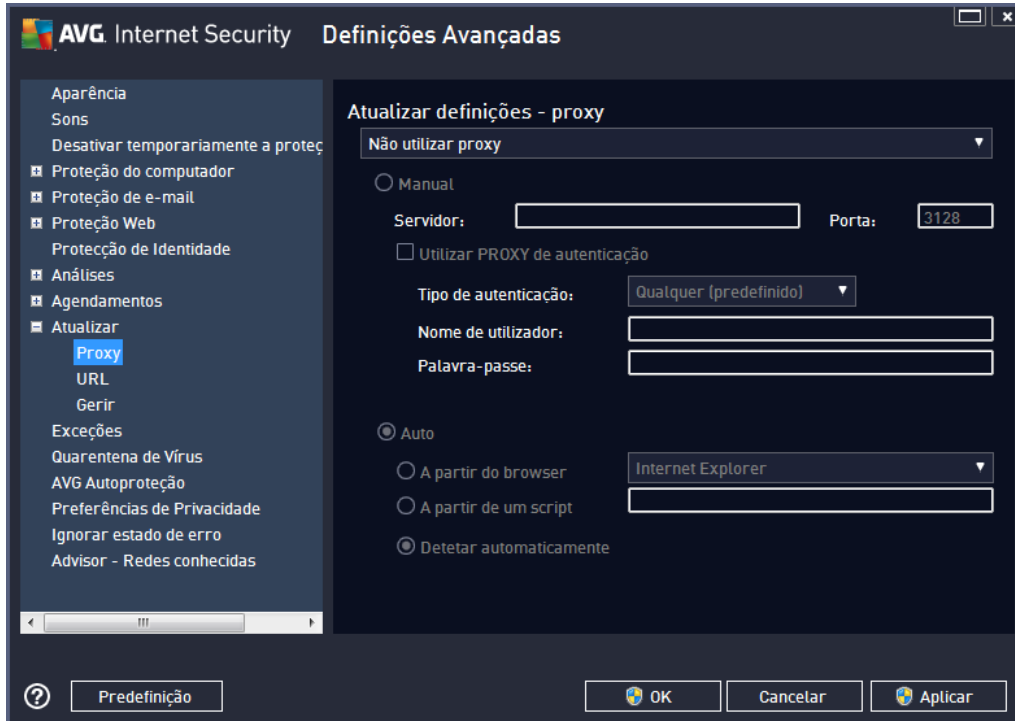 AVG. Internet Security Definições Avançadas
Aparência
Sons
Desativar temporariamente a proteç
Proteção do computador
Proteção de e-mail
Proteção Web
Protecção de Identidade
Análises
Agendamentos
Atualizar
Proxy
URL
Gerir
Exceções
Quarentena de Vírus
AVG Autoproteção
Preferências de Privacidade
Ignorar estado de erro
Advisor - Redes conhecidas
Atualizar definições - proxy
Não utilizar proxy
Manual
Servidor: Porta: 3128
Utilizar PROXY de autenticação
Tipo de autenticação: Qualquer (predefinido)
Nome de utilizador:
Palavra-passe:
Auto
A partir do browser Internet Explorer
A partir de um script
Detetar automaticamente
Predefinição OK Cancelar Aplicar